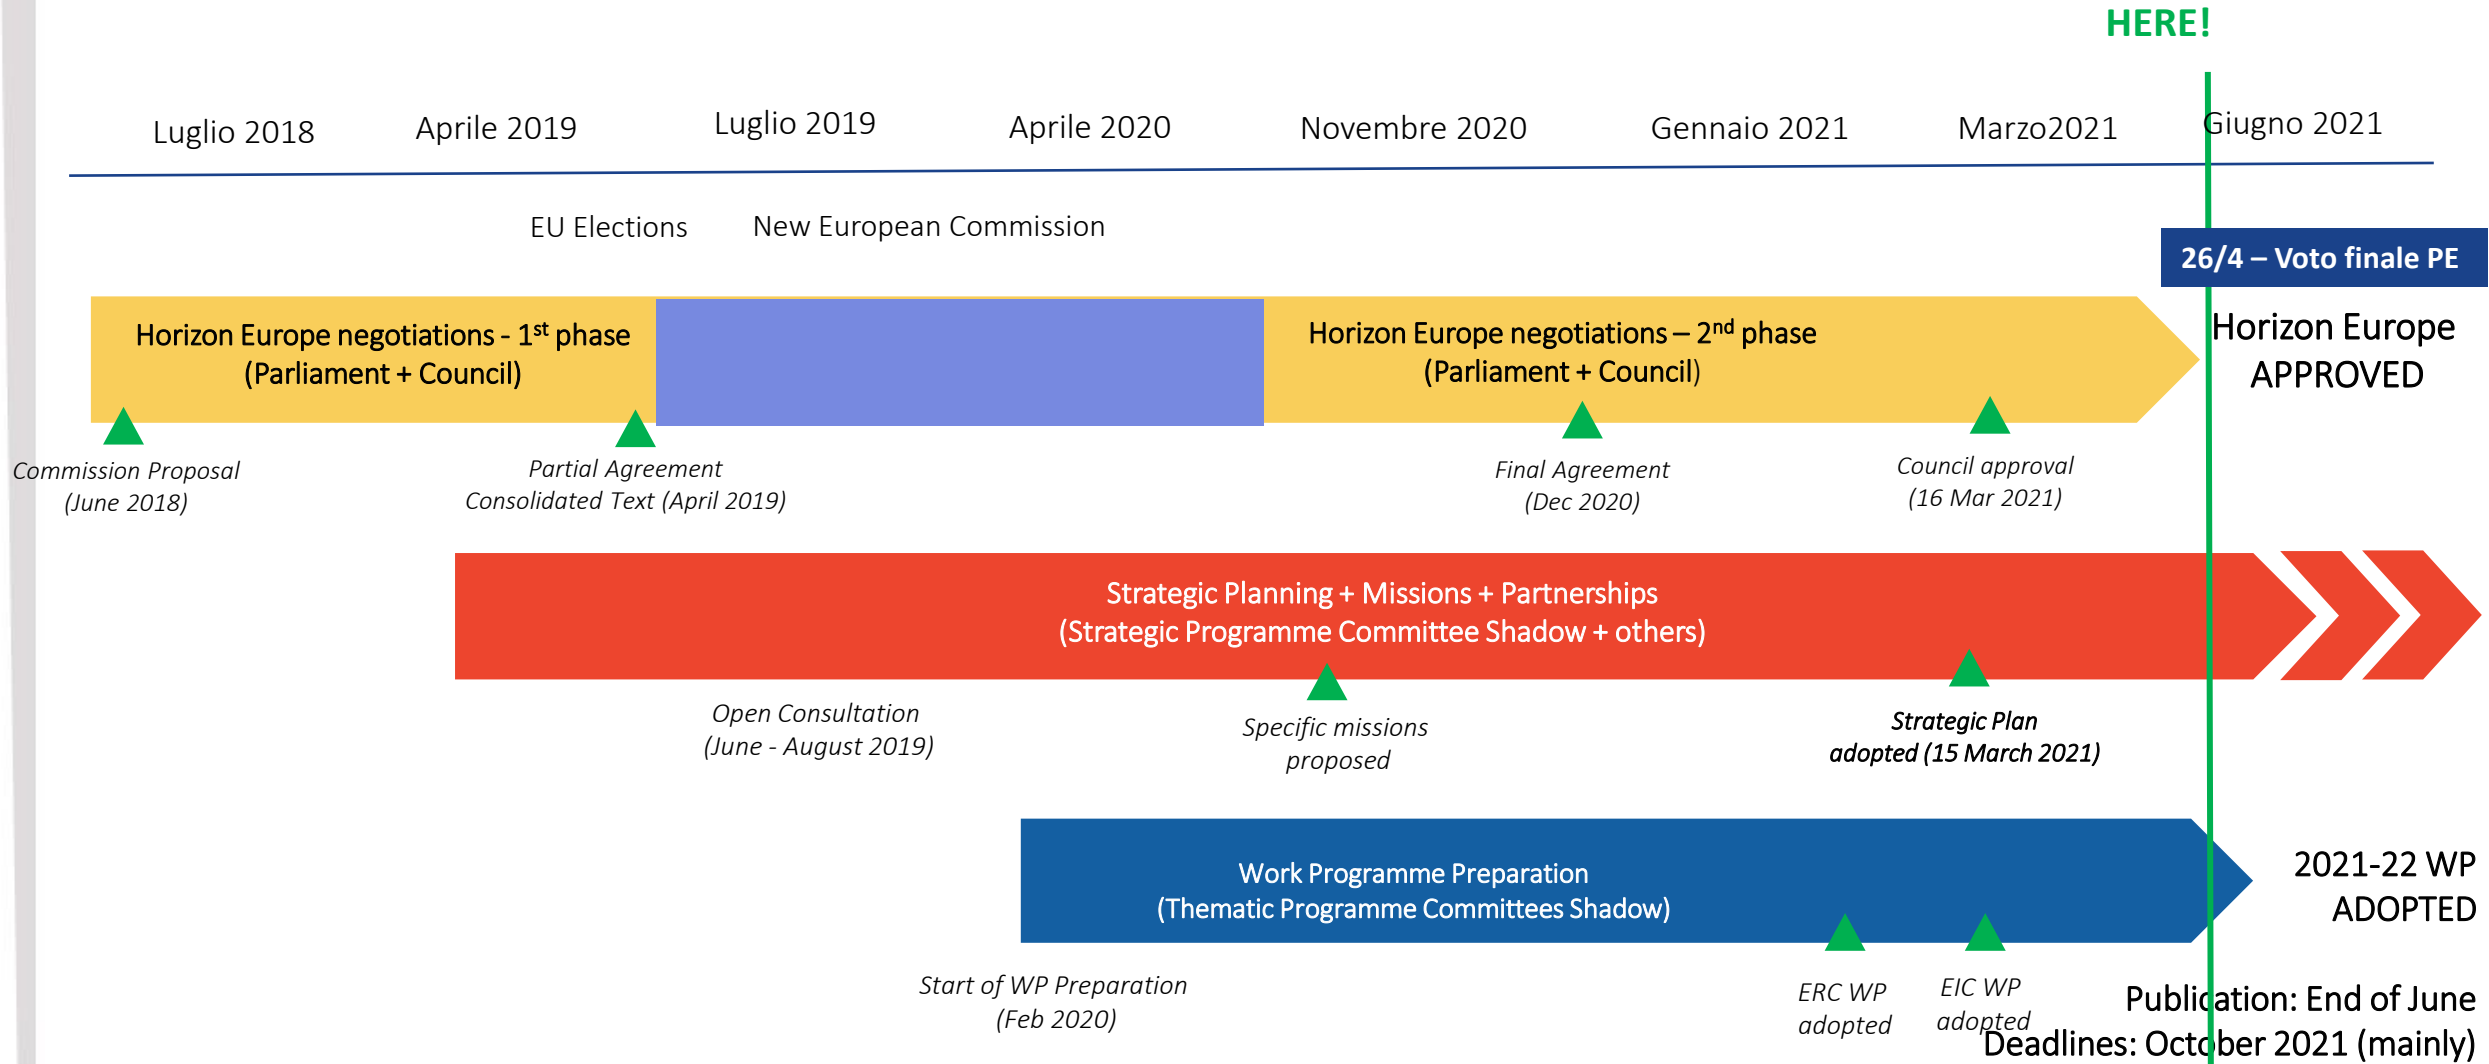 HERE!
Luglio 2018
Aprile 2019
Luglio 2019
Aprile 2020
Novembre 2020
Gennaio 2021
Marzo2021
Giugno 2021
EU Elections
New European Commission
26/4 – Voto finale PE
Horizon Europe negotiations - 1st phase
(Parliament + Council)
Horizon Europe negotiations – 2nd phase
(Parliament + Council)
Horizon Europe
APPROVED
Commission Proposal
(June 2018)
Partial Agreement
Consolidated Text (April 2019)
Final Agreement
(Dec 2020)
Council approval
(16 Mar 2021)
Strategic Planning + Missions + Partnerships
(Strategic Programme Committee Shadow + others)
Open Consultation
(June - August 2019)
Specific missions
proposed
Strategic Plan
adopted (15 March 2021)
Work Programme Preparation
(Thematic Programme Committees Shadow)
2021-22 WP
ADOPTED
Start of WP Preparation
(Feb 2020)
ERC WP
adopted
EIC WP
adopted
Publication: End of June
Deadlines: October 2021 (mainly)